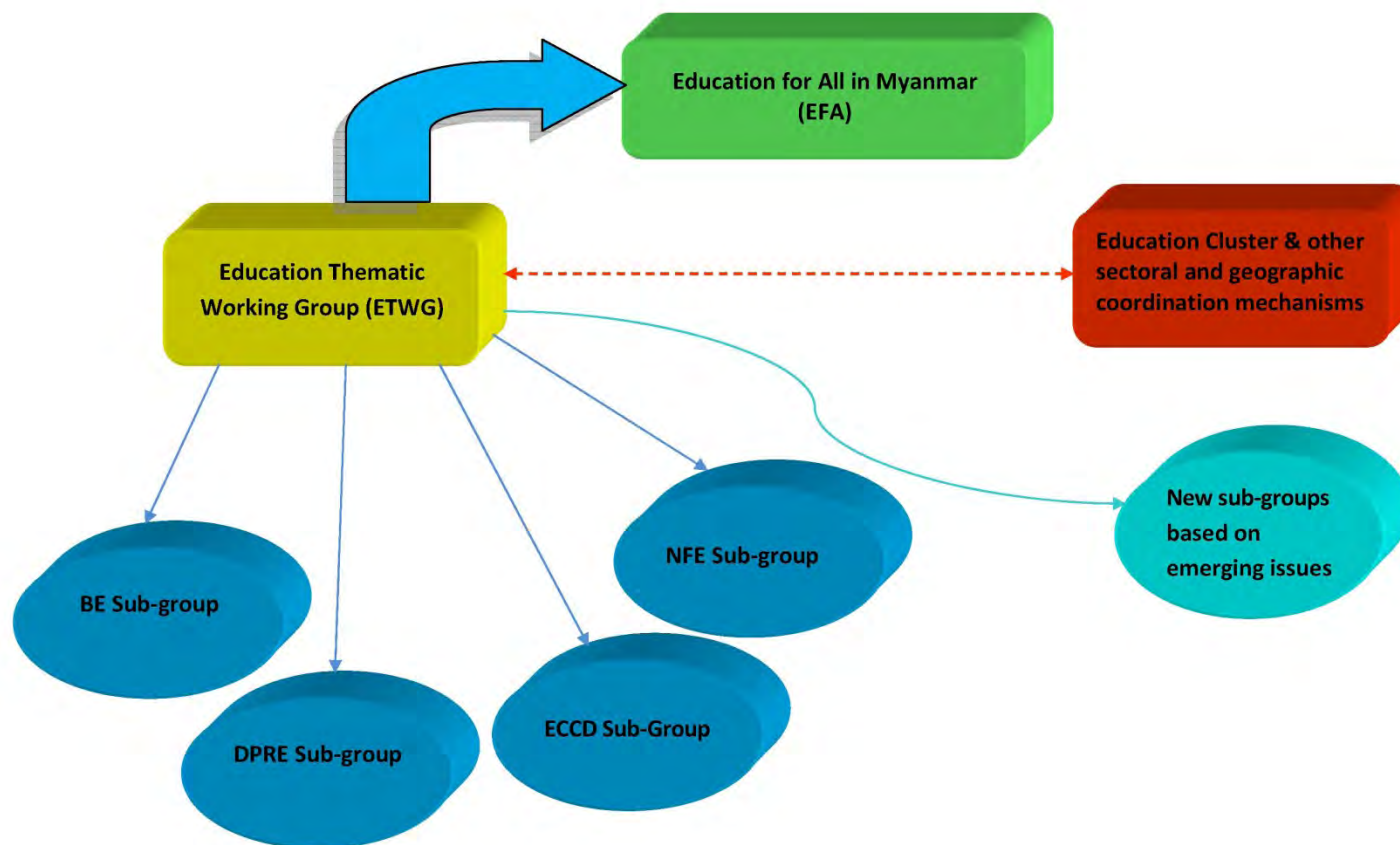 Education for All in Myanmar
(EFA)
Education Thematic
Working Group (ETWG)
Education Cluster & other
sectoral and geographic
coordination mechanisms
New sub-groups
based on
emerging issues
NFE Sub-group
BE Sub-group
ECCD Sub-Group
DPRE Sub-group